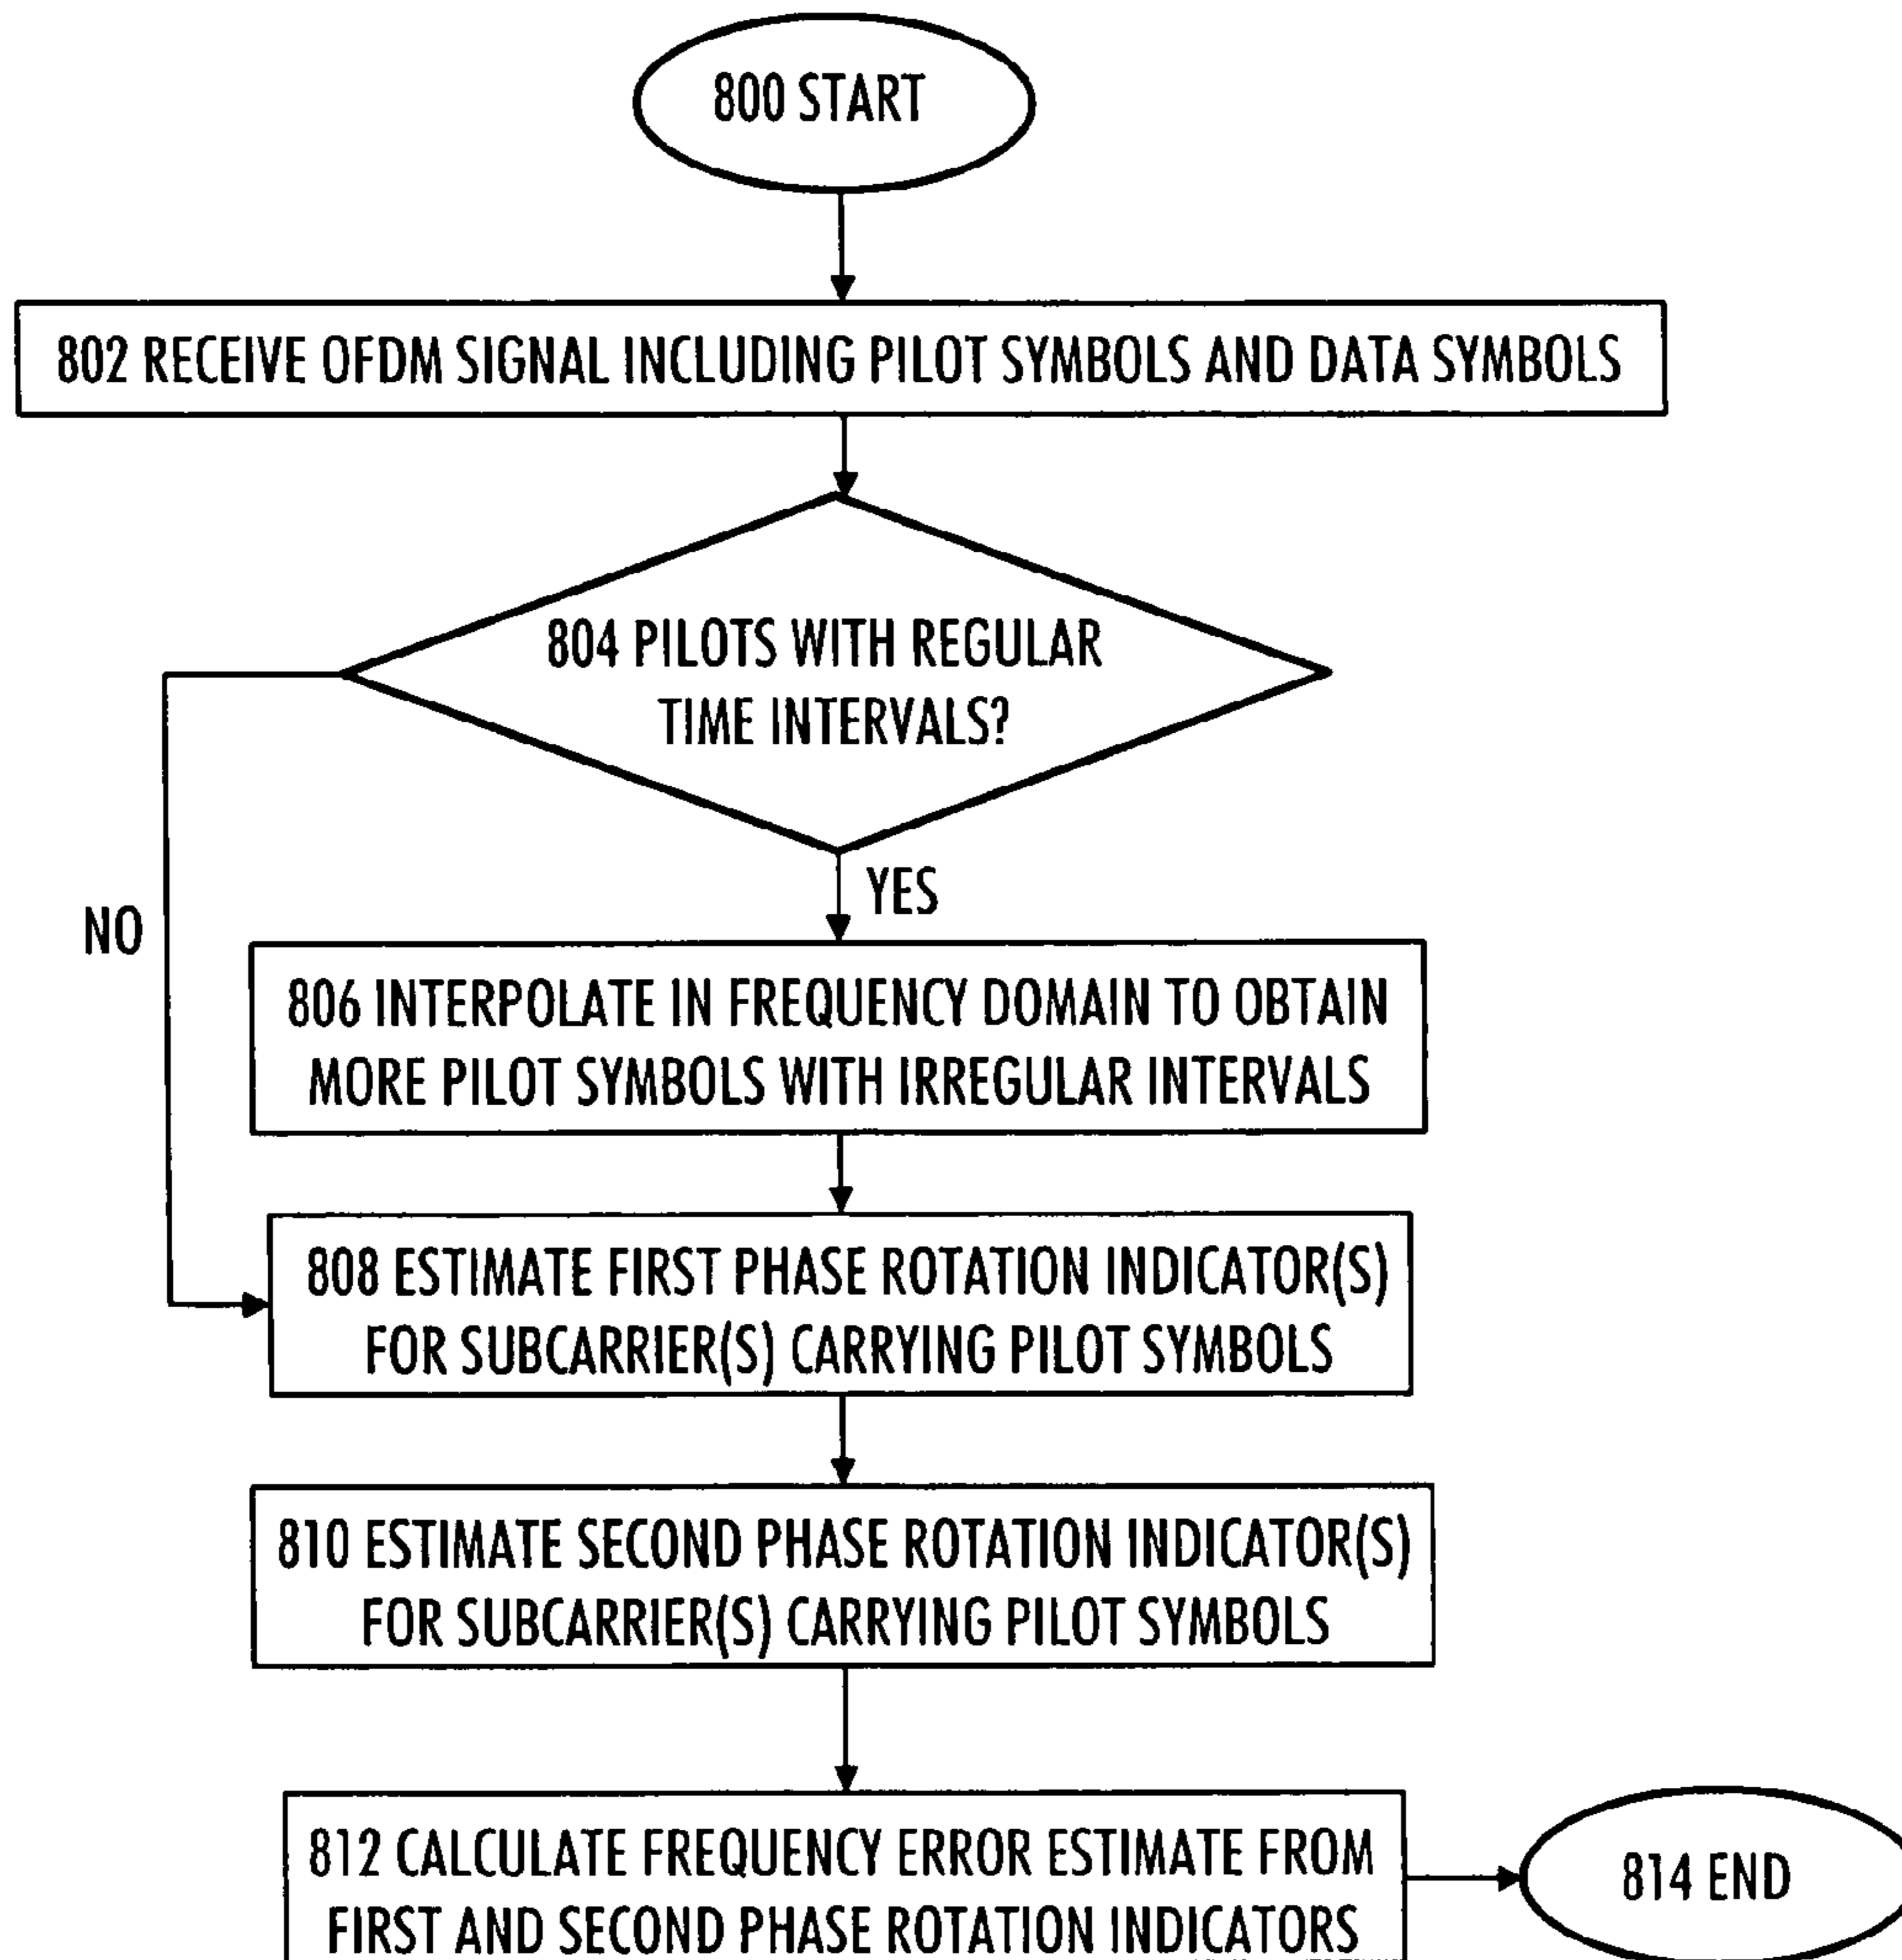 800 START
802 RECEIVE OFDM SIGNAL INCLUDING PILOT SYMBOLS AND DATA SYMBOLS
804 PILOTS WITH REGULAR
TIME INTERVALS?
YES
NO
806 INTERPOLATE IN FREQUENCY DOMAIN TO OBTAIN
MORE PILOT SYMBOLS WITH IRREGULAR INTERVALS
808 ESTIMATE FIRST PHASE ROTATION INDICATOR(S)
FOR SUBCARRIER(S) CARRYING PILOT SYMBOLS
810 ESTIMATE SECOND PHASE ROTATION INDICATOR(S)
FOR SUBCARRIER(S) CARRYING PILOT SYMBOLS
812 CALCULATE FREQUENCY ERROR ESTIMATE FROM
FIRST AND SECOND PHASE ROTATION INDICATORS
814 END